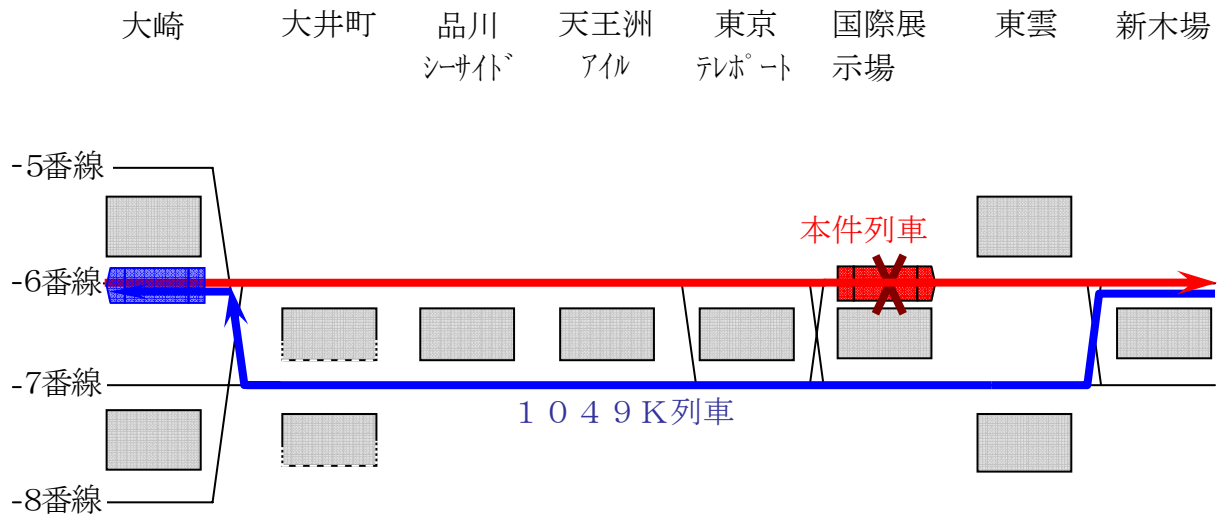 大崎
大井町
品川
シーサイド
天王洲
アイル
東京
テレポート
国際展
示場
東雲
新木場
-5番線
本件列車
-6番線
-7番線
1049K列車
-8番線